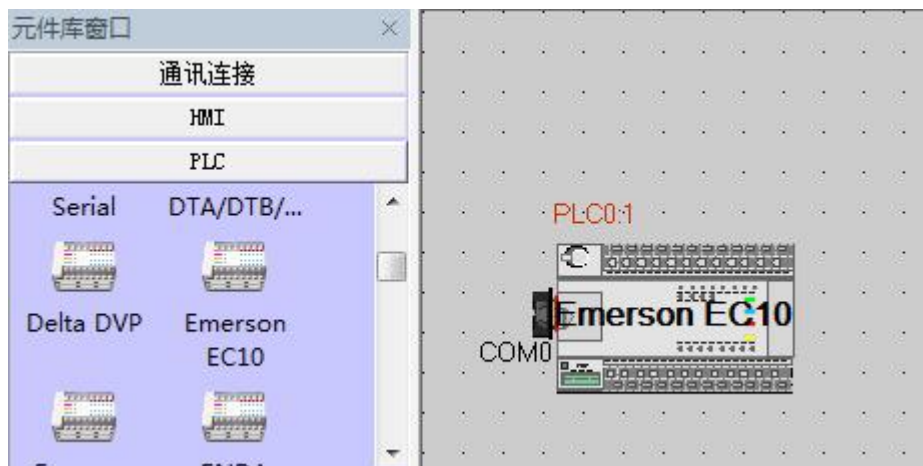 元件库窗口
通讯连接
HMI
PLC
Serial DTA/DTB/...
Delta DVP Emerson
EC10
PLC0:1
Emerson EC10
COM0